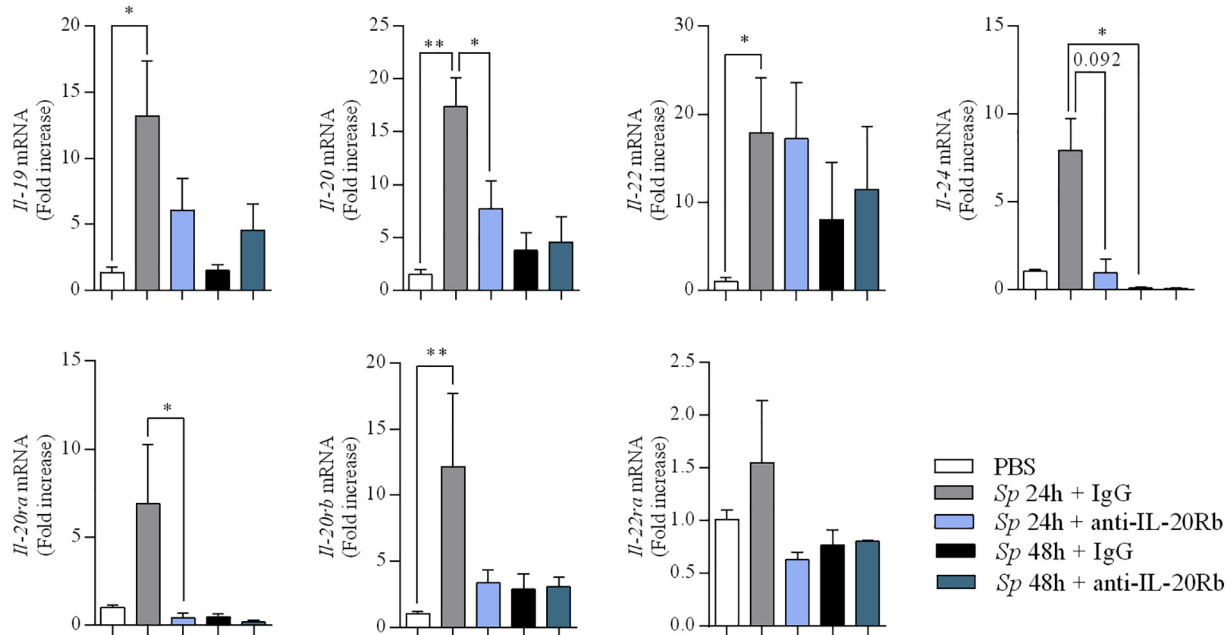 Il-19 mRNA
(Fold increase)
20
15
10
5
0
*
Il-20 mRNA
(Fold increase)
25
20
15
10
5
0
**
*
Il-22 mRNA
(Fold increase)
30
20
10
0
*
Il-24 mRNA
(Fold increase)
15
10
5
0
*
0.092
Il-20ra mRNA
(Fold increase)
15
10
5
0
*
Il-20rb mRNA
(Fold increase)
20
15
10
5
0
**
Il-22ra mRNA
(Fold increase)
2.5
2.0
1.5
1.0
0.5
0.0
PBS
Sp 24h + IgG
Sp 24h + anti-IL-20Rb
Sp 48h + IgG
Sp 48h + anti-IL-20Rb